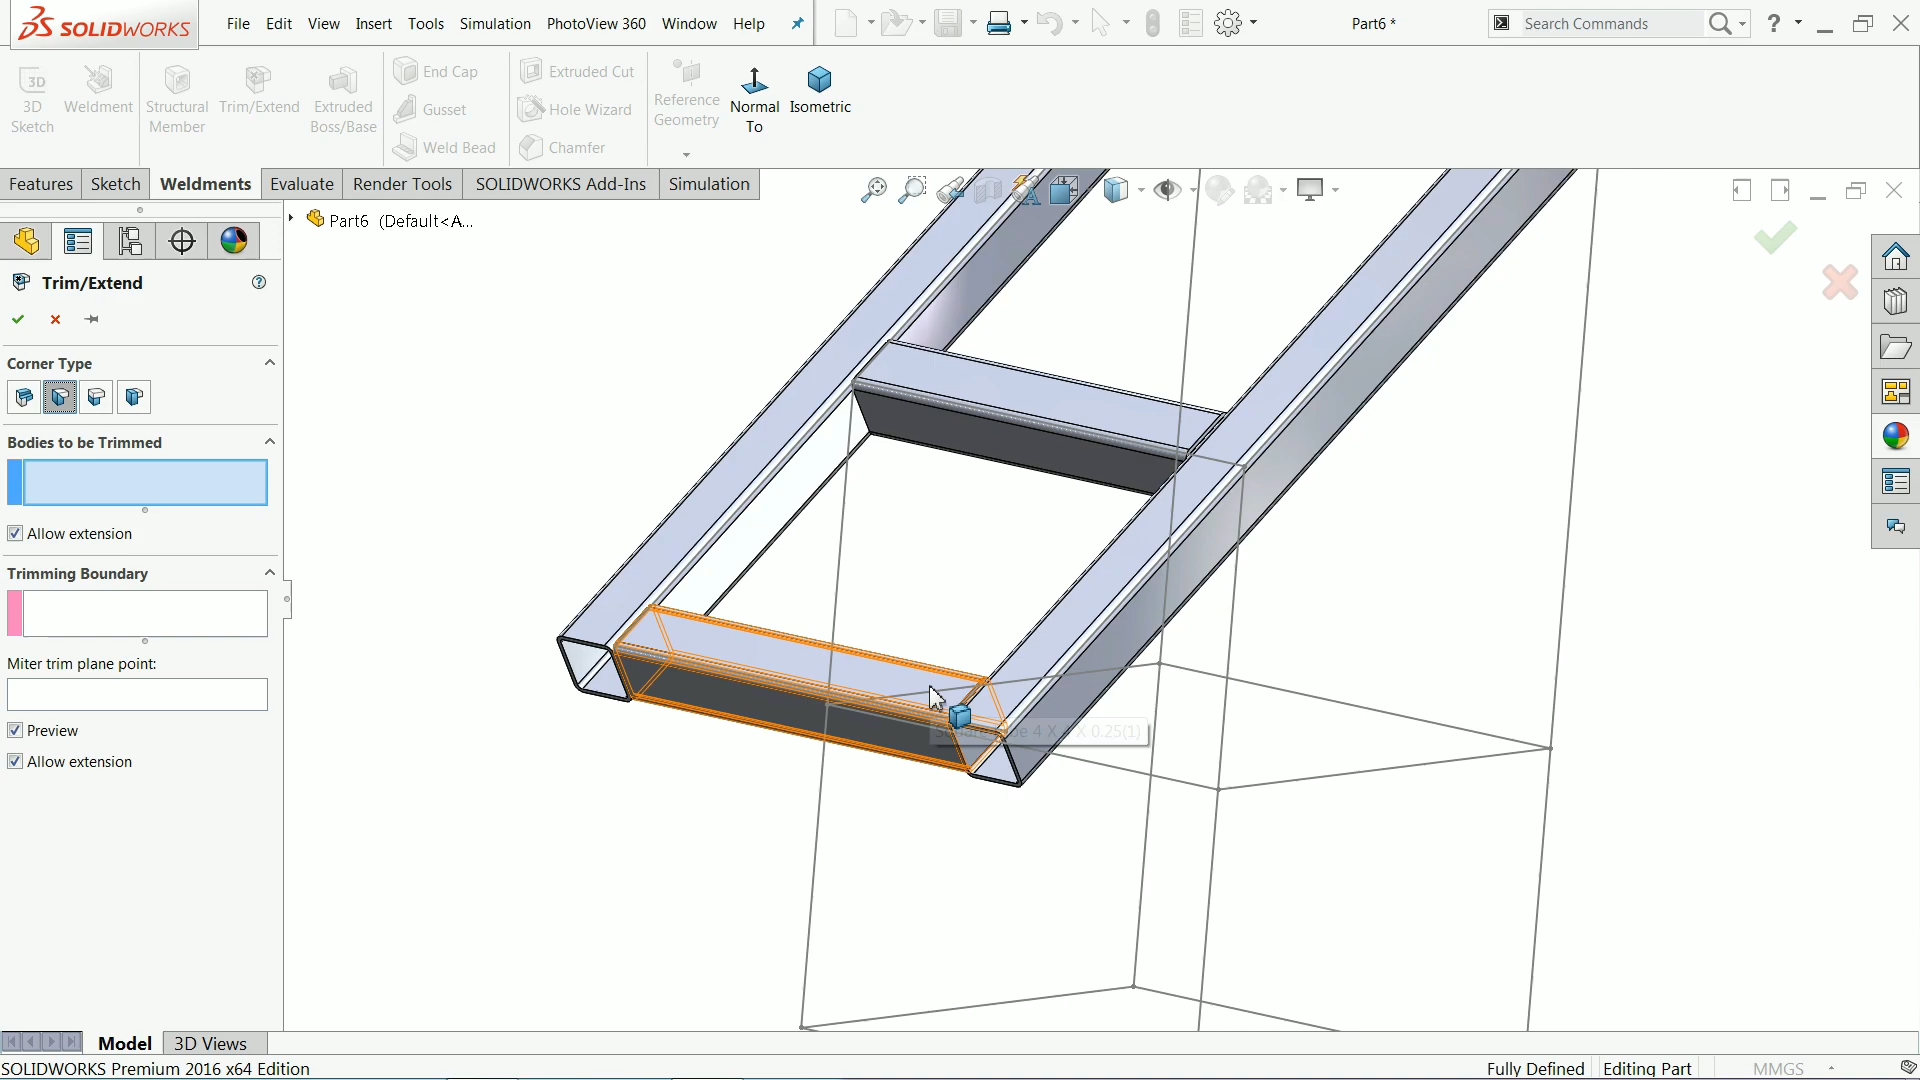 SOLIDWORKS
File Edit View Insert Tools Simulation PhotoView 360 Window Help
Part6 *
Search Commands
3D Sketch
Weldment
Structural Member
Trim/Extend
Extruded Boss/Base
End Cap
Gusset
Weld Bead
Extruded Cut
Hole Wizard
Chamfer
Reference Geometry
Normal To
Isometric
Features Sketch Weldments Evaluate Render Tools SOLIDWORKS Add-Ins Simulation
Part6 (Default<A...
Trim/Extend
Corner Type
Bodies to be Trimmed
Allow extension
Trimming Boundary
Miter trim plane point:
Preview
Allow extension
4 X 0.25(1)
Model 3D Views
SOLIDWORKS Premium 2016 x64 Edition
Fully Defined Editing Part MMGS